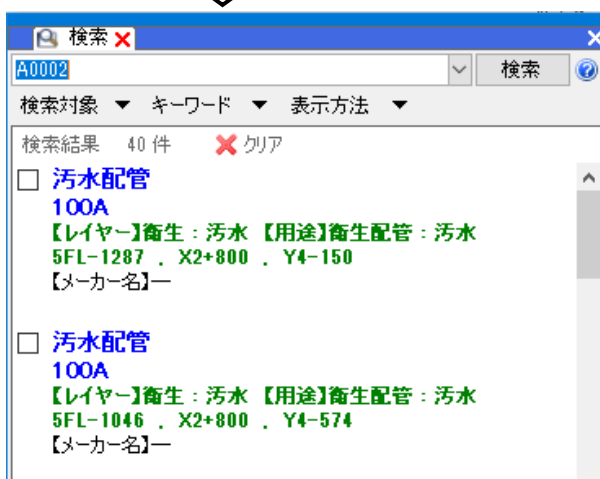 検索
A0002
検索
検索対象 ▼ キーワード ▼ 表示方法 ▼
検索結果 40 件 クリア
汚水配管
100A
【レイヤー】衛生：汚水 【用途】衛生配管：汚水
5FL-1287 . X2+800 . Y4-150
【メーカー名】―
汚水配管
100A
【レイヤー】衛生：汚水 【用途】衛生配管：汚水
5FL-1046 . X2+800 . Y4-574
【メーカー名】―